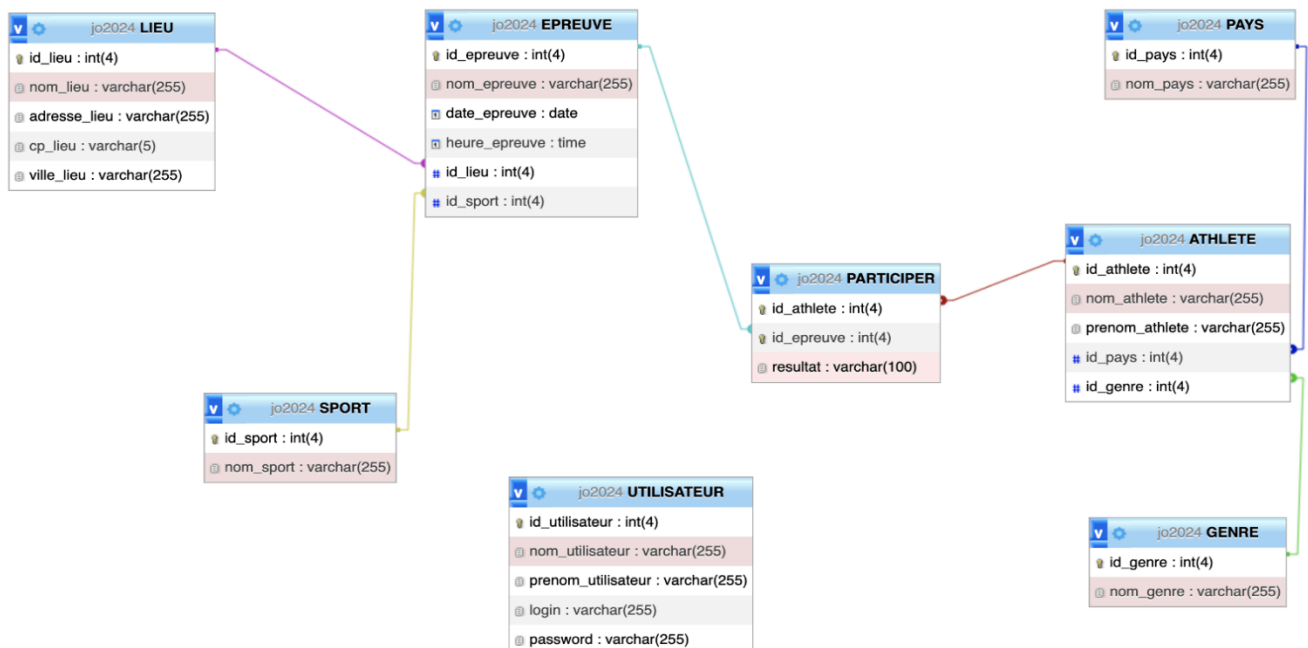 jo2024 LIEU
id_lieu : int(4)
nom_lieu : varchar(255)
adresse_lieu : varchar(255)
cp_lieu : varchar(5)
ville_lieu : varchar(255)
jo2024 EPREUVE
id_epreuve : int(4)
nom_epreuve : varchar(255)
date_epreuve : date
heure_epreuve : time
id_lieu : int(4)
id_sport : int(4)
jo2024 PAYS
id_pays : int(4)
nom_pays : varchar(255)
jo2024 PARTICIPER
id_athlete : int(4)
id_epreuve : int(4)
resultat : varchar(100)
jo2024 ATHLETE
id_athlete : int(4)
nom_athlete : varchar(255)
prenom_athlete : varchar(255)
id_pays : int(4)
id_genre : int(4)
jo2024 SPORT
id_sport : int(4)
nom_sport : varchar(255)
jo2024 UTILISATEUR
id_utilisateur : int(4)
nom_utilisateur : varchar(255)
prenom_utilisateur : varchar(255)
login : varchar(255)
password : varchar(255)
jo2024 GENRE
id_genre : int(4)
nom_genre : varchar(255)